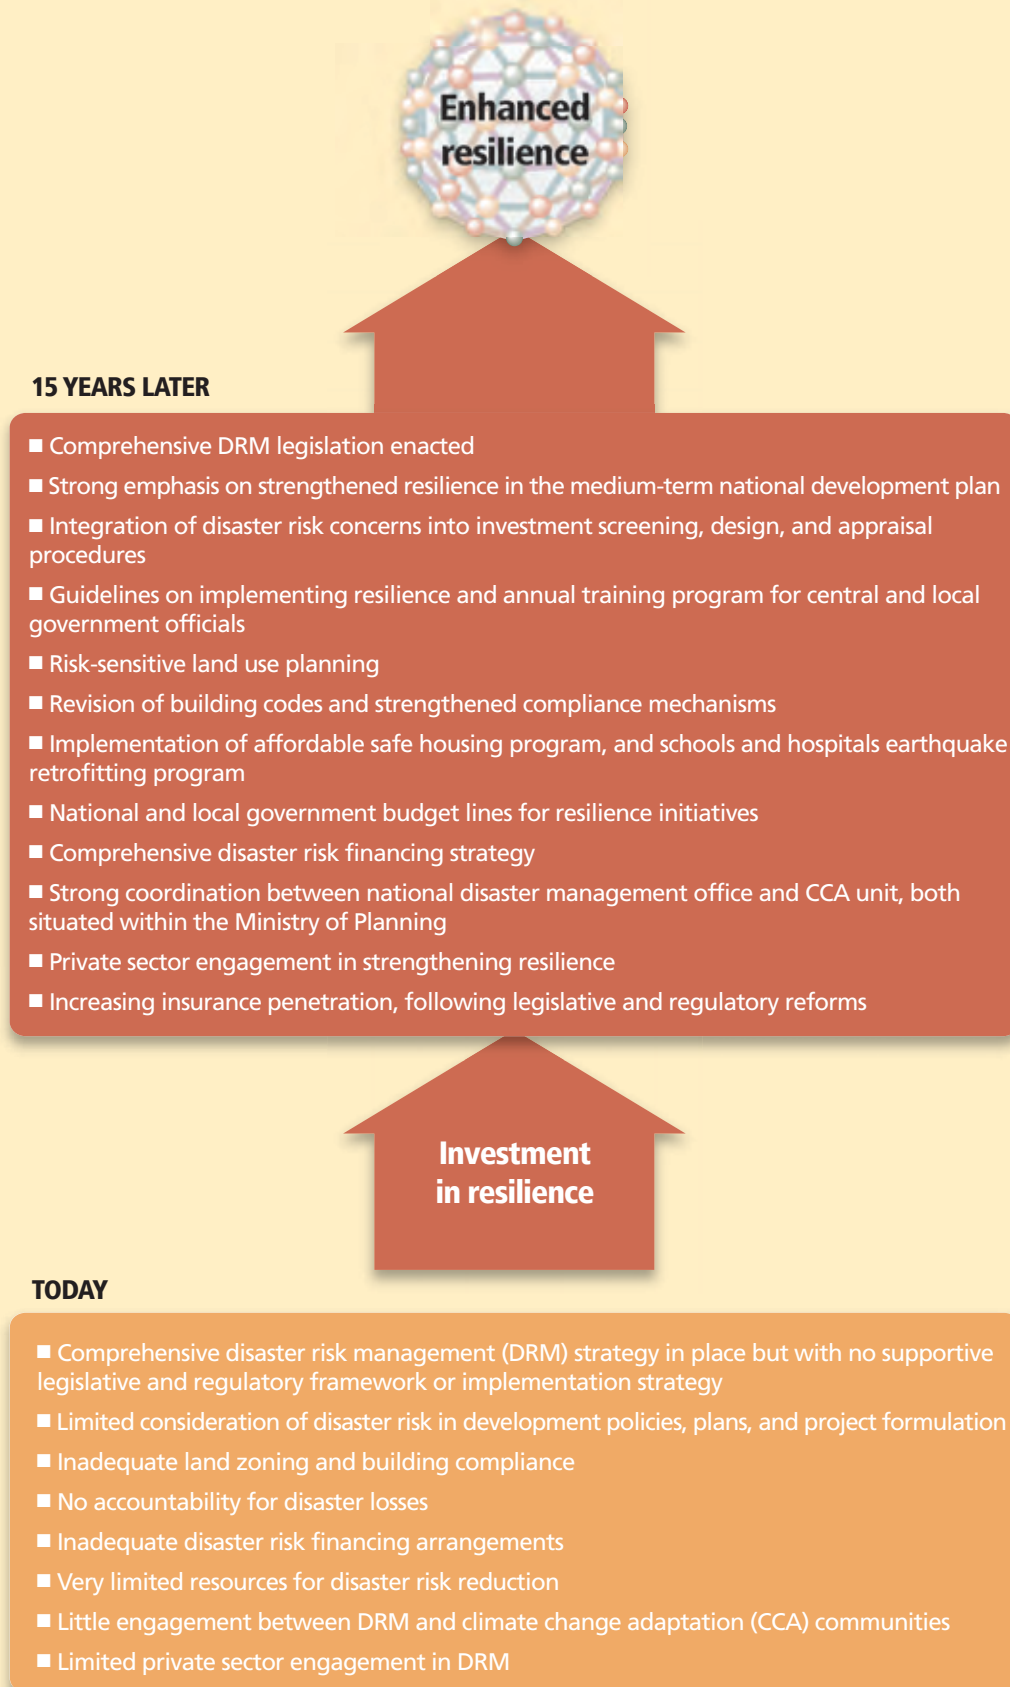 Enhanced
resilience
15 YEARS LATER
■ Comprehensive DRM legislation enacted
■ Strong emphasis on strengthened resilience in the medium-term national development plan
■ Integration of disaster risk concerns into investment screening, design, and appraisal
procedures
■ Guidelines on implementing resilience and annual training program for central and local
government officials
■ Risk-sensitive land use planning
■ Revision of building codes and strengthened compliance mechanisms
■ Implementation of affordable safe housing program, and schools and hospitals earthquake
retrofitting program
■ National and local government budget lines for resilience initiatives
■ Comprehensive disaster risk financing strategy
■ Strong coordination between national disaster management office and CCA unit, both
situated within the Ministry of Planning
■ Private sector engagement in strengthening resilience
■ Increasing insurance penetration, following legislative and regulatory reforms
Investment
in resilience
TODAY
■ Comprehensive disaster risk management (DRM) strategy in place but with no supportive
legislative and regulatory framework or implementation strategy
■ Limited consideration of disaster risk in development policies, plans, and project formulation
■ Inadequate land zoning and building compliance
■ No accountability for disaster losses
■ Inadequate disaster risk financing arrangements
■ Very limited resources for disaster risk reduction
■ Little engagement between DRM and climate change adaptation (CCA) communities
■ Limited private sector engagement in DRM